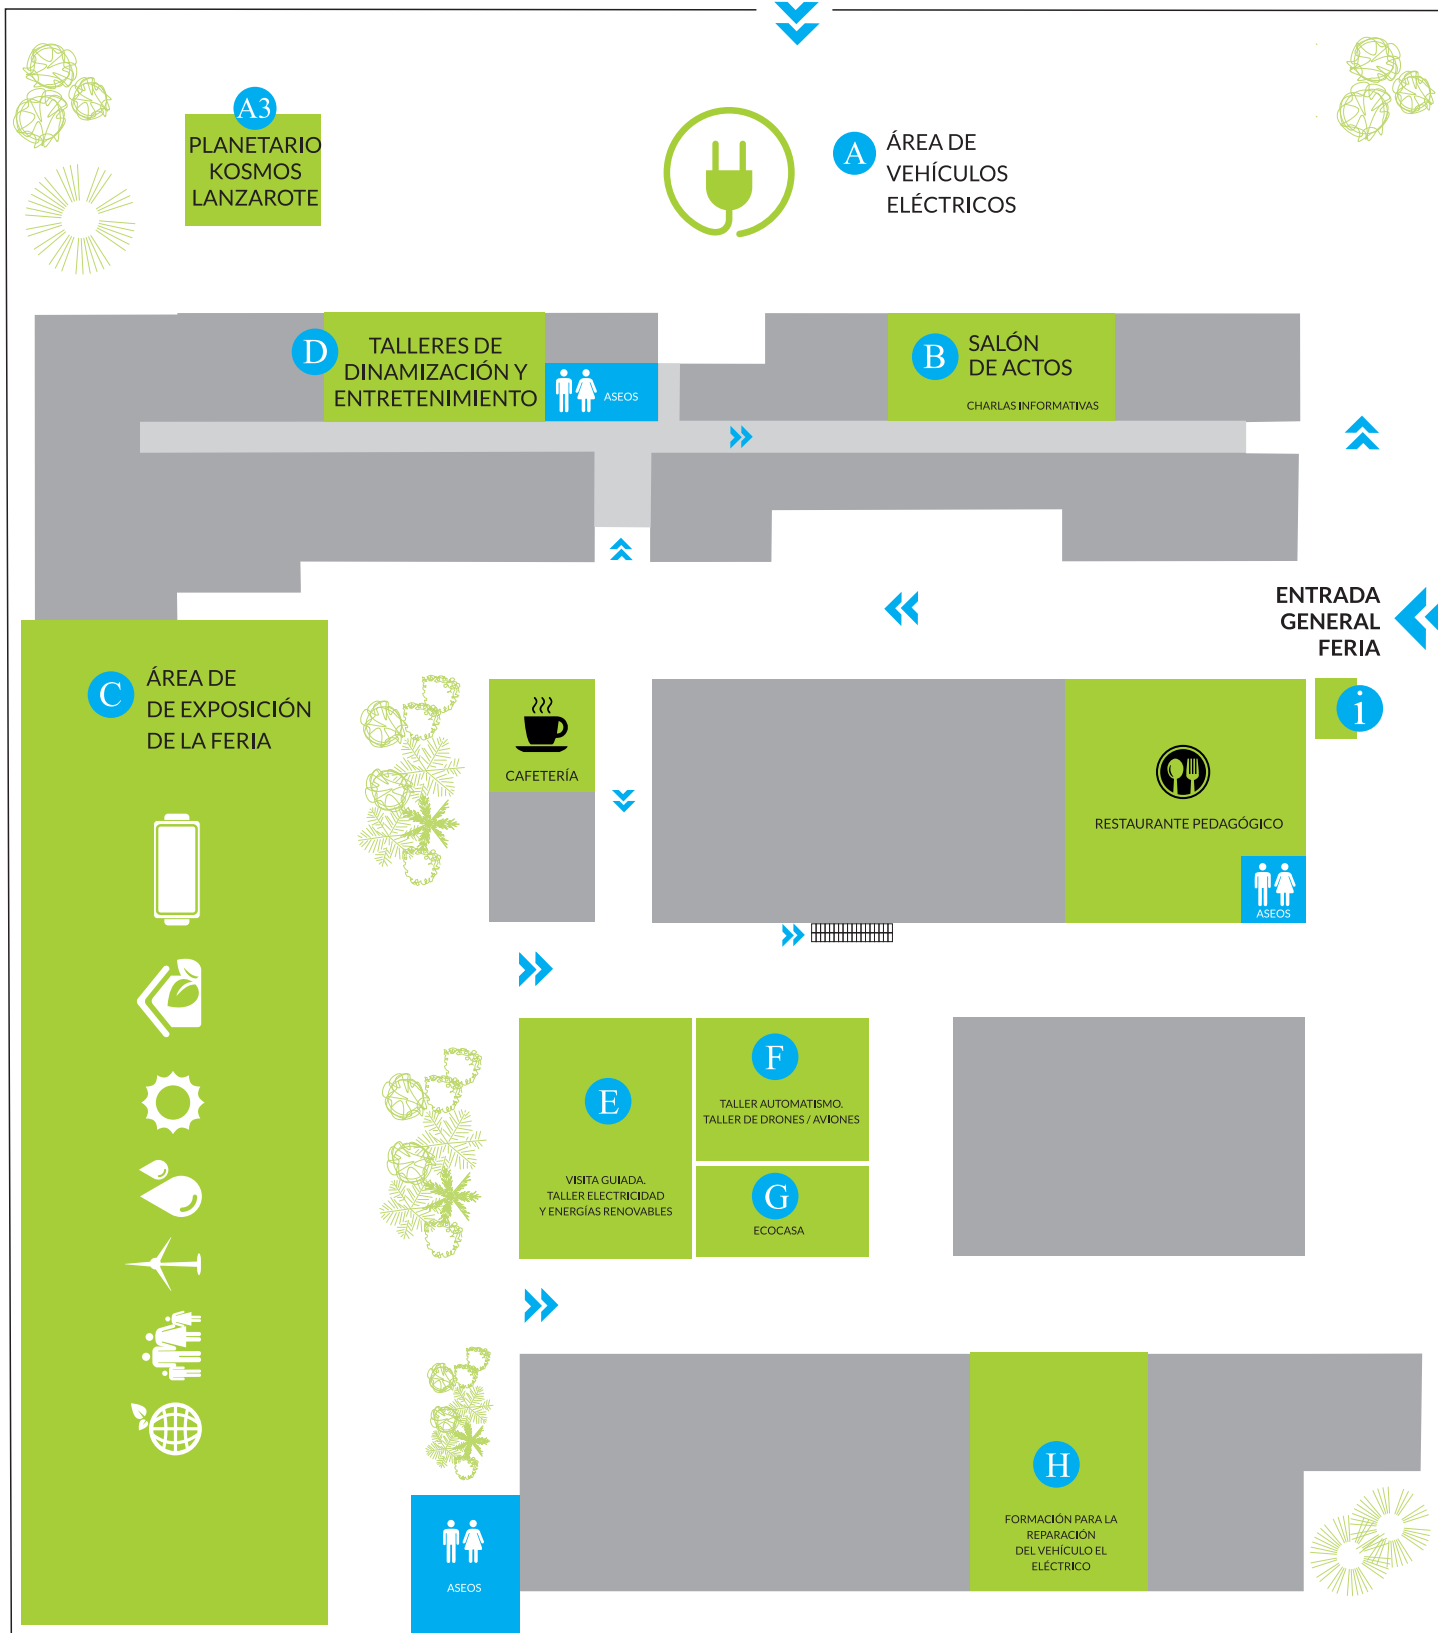 A3
PLANETARIO
KOSMOS
LANZAROTE
A
ÁREA DE
VEHÍCULOS
ELÉCTRICOS
D
TALLERES DE
DINAMIZACIÓN Y
ENTRETENIMIENTO
ASEOS
B
SALÓN
DE ACTOS
CHARLAS INFORMATIVAS
ENTRADA
GENERAL
FERIA
i
C
ÁREA DE
DE EXPOSICIÓN
DE LA FERIA
CAFETERÍA
RESTAURANTE PEDAGÓGICO
ASEOS
E
VISITA GUIADA.
TALLER ELECTRICIDAD
Y ENERGÍAS RENOVABLES
F
TALLER AUTOMATISMO.
TALLER DE DRONES / AVIONES
G
ECOCASA
H
FORMACIÓN PARA LA
REPARACIÓN
DEL VEHÍCULO EL
ELÉCTRICO
ASEOS